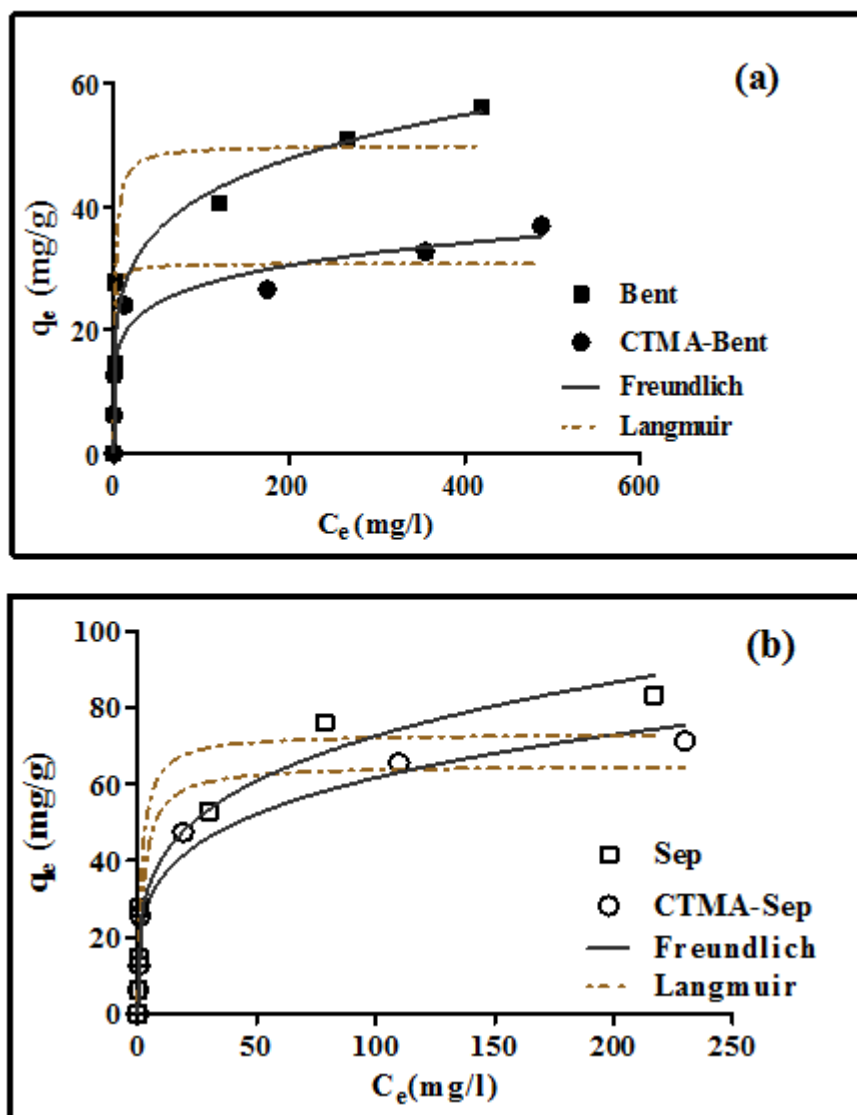 (a)
60
40
20
0
qe (mg/g)
Bent
CTMA-Bent
Freundlich
Langmuir
0 200 400 600
Ce (mg/l)
(b)
100
80
60
40
20
0
qe (mg/g)
Sep
CTMA-Sep
Freundlich
Langmuir
0 50 100 150 200 250
Ce(mg/l)